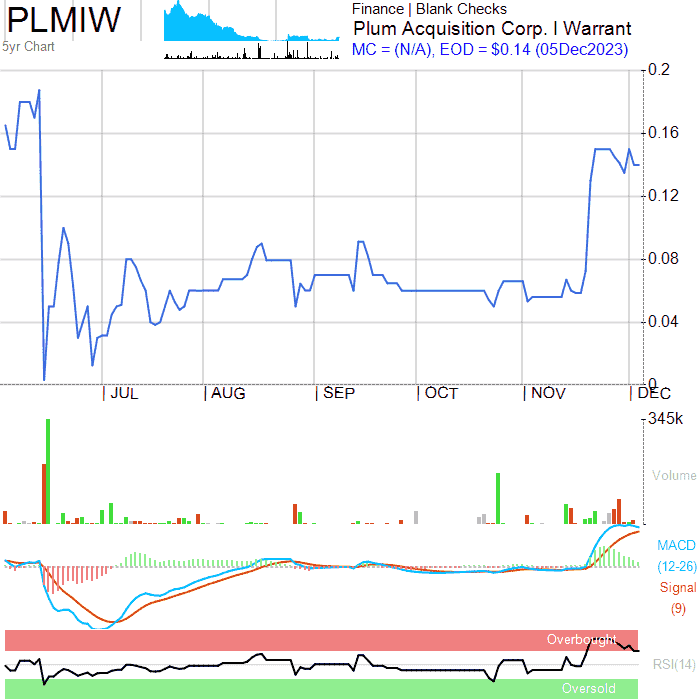 PLMIW
5yr Chart
Finance | Blank Checks
Plum Acquisition Corp. I Warrant
MC = (N/A), EOD = $0.14 (05Dec2023)
0.2
0.16
0.12
0.08
0.04
0
| JUL | AUG | SEP | OCT | NOV | DEC
345k
Volume
MACD
(12-26)
Signal
(9)
Overbought
RSI(14)
Oversold